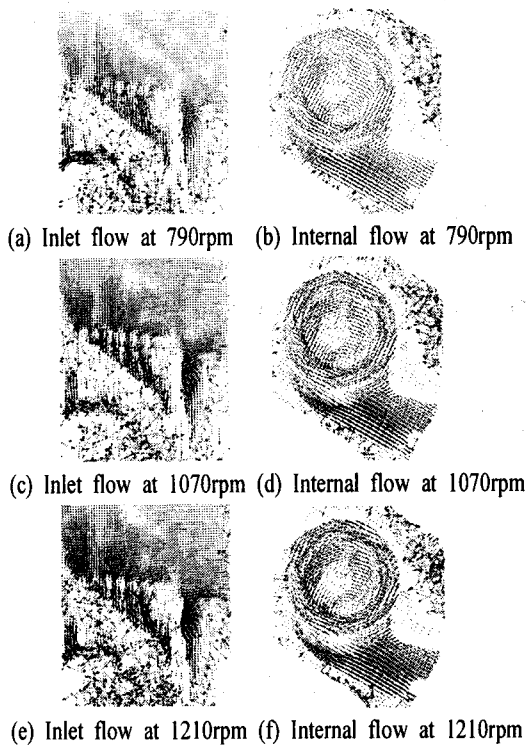 (a) Inlet flow at 790rpm (b) Internal flow at 790rpm
(c) Inlet flow at 1070rpm (d) Internal flow at 1070rpm
(e) Inlet flow at 1210rpm (f) Internal flow at 1210rpm